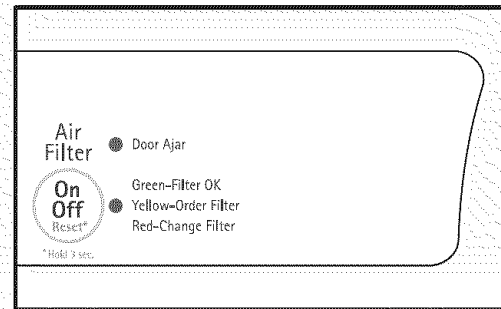 Air
Filter
Door Ajar
On
Off
Reset*
Green-Filter OK
Yellow-Order Filter
Red-Change Filter
*Hold 3 sec.